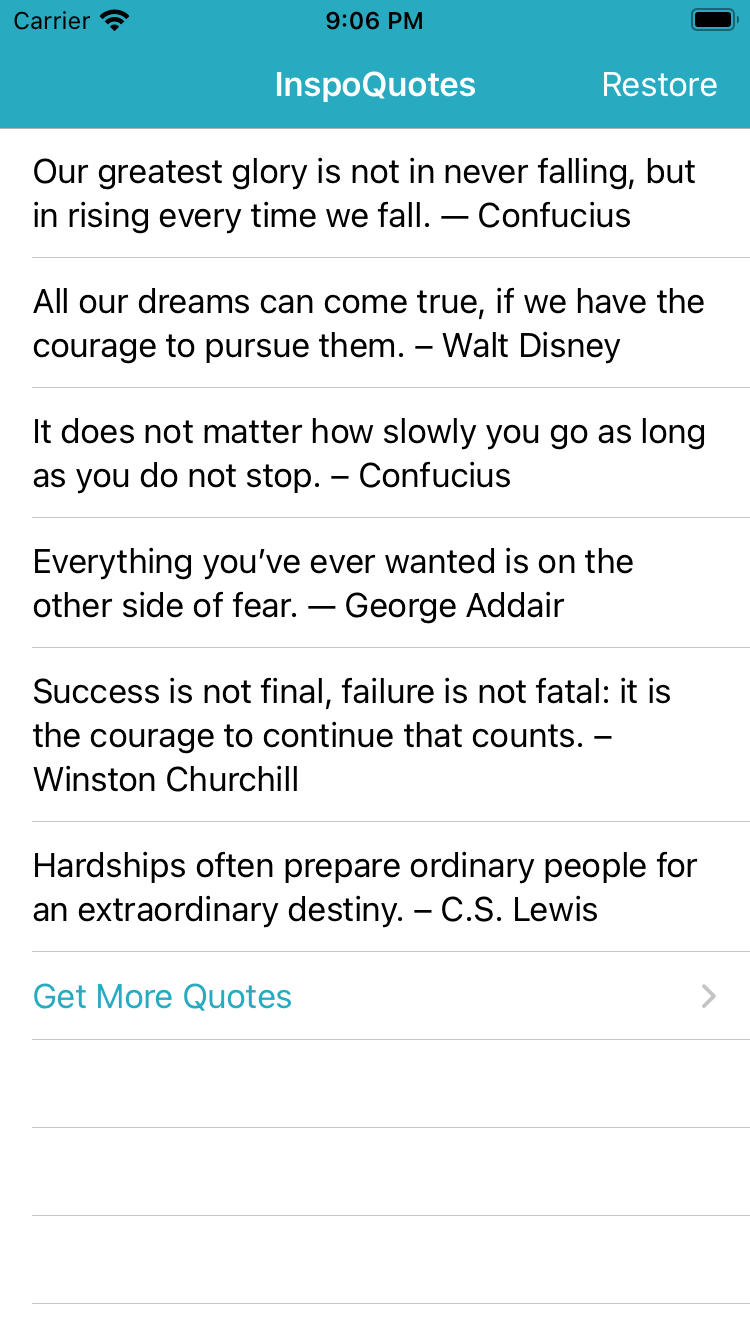 Carrier 9:06 PM
InspoQuotes Restore
Our greatest glory is not in never falling, but
in rising every time we fall. — Confucius
All our dreams can come true, if we have the
courage to pursue them. – Walt Disney
It does not matter how slowly you go as long
as you do not stop. – Confucius
Everything you’ve ever wanted is on the
other side of fear. — George Addair
Success is not final, failure is not fatal: it is
the courage to continue that counts. –
Winston Churchill
Hardships often prepare ordinary people for
an extraordinary destiny. – C.S. Lewis
Get More Quotes